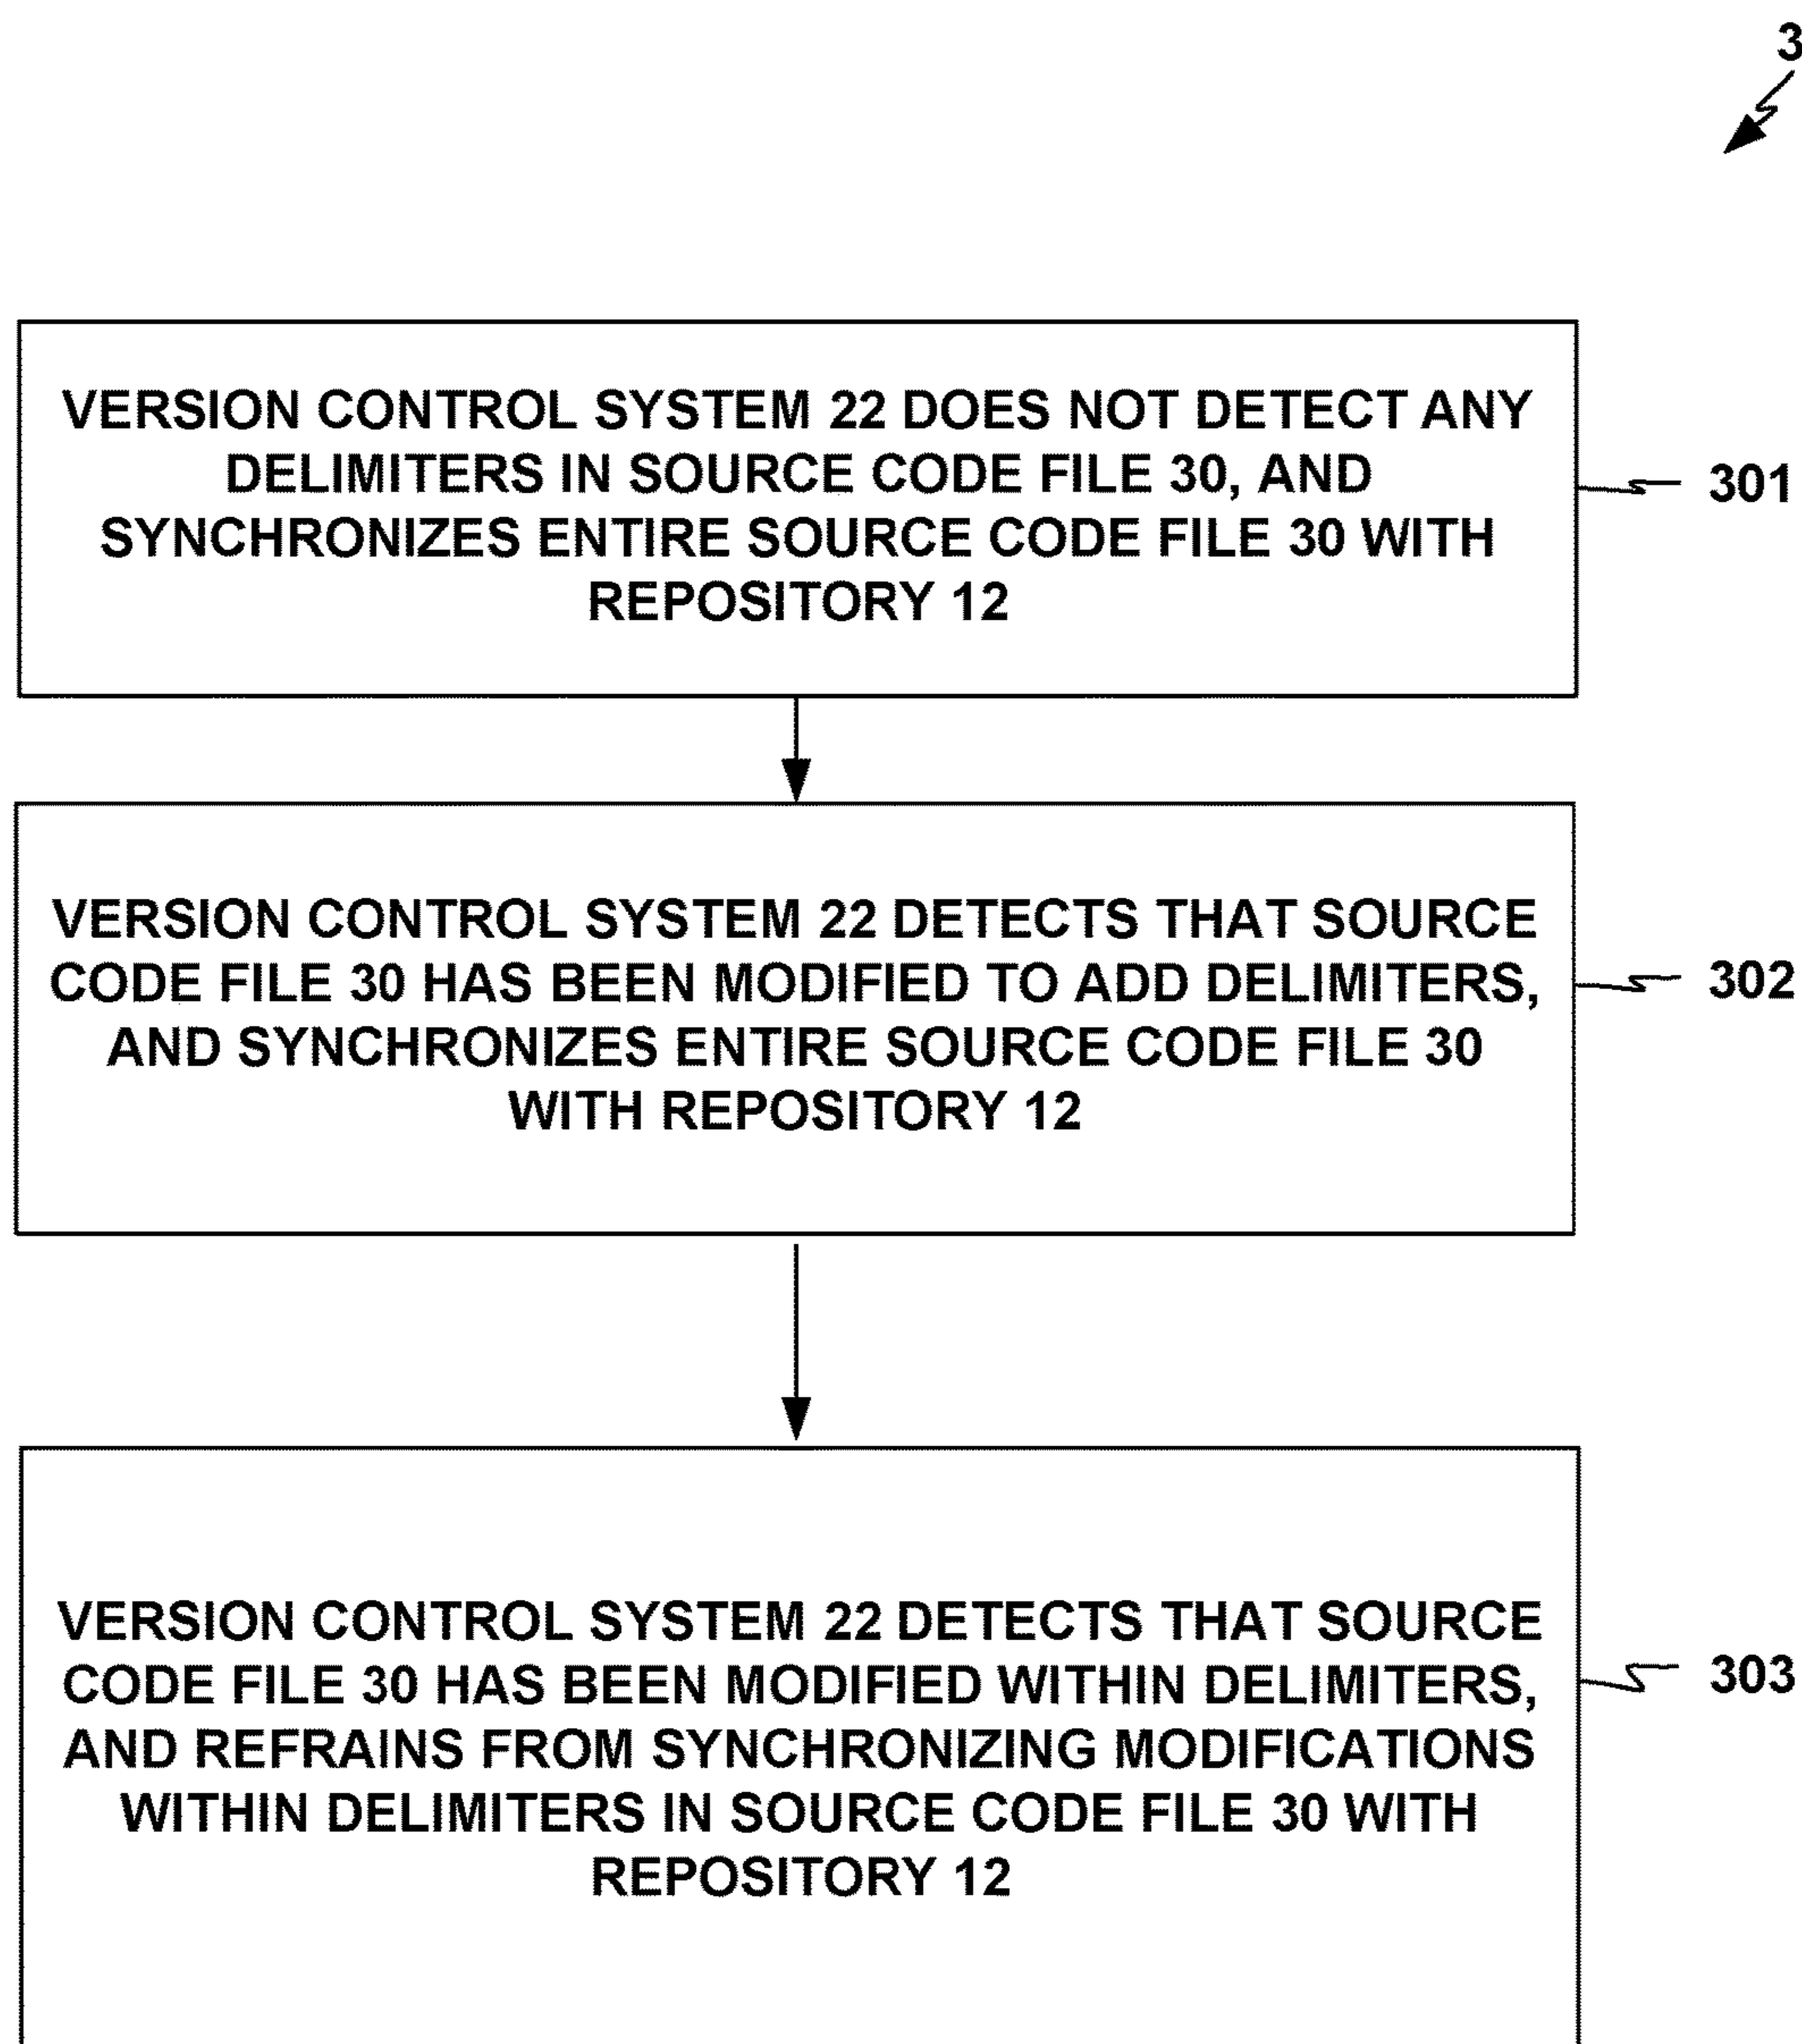 3
VERSION CONTROL SYSTEM 22 DOES NOT DETECT ANY
DELIMITERS IN SOURCE CODE FILE 30, AND
SYNCHRONIZES ENTIRE SOURCE CODE FILE 30 WITH
REPOSITORY 12
301
VERSION CONTROL SYSTEM 22 DETECTS THAT SOURCE
CODE FILE 30 HAS BEEN MODIFIED TO ADD DELIMITERS,
AND SYNCHRONIZES ENTIRE SOURCE CODE FILE 30
WITH REPOSITORY 12
302
VERSION CONTROL SYSTEM 22 DETECTS THAT SOURCE
CODE FILE 30 HAS BEEN MODIFIED WITHIN DELIMITERS,
AND REFRAINS FROM SYNCHRONIZING MODIFICATIONS
WITHIN DELIMITERS IN SOURCE CODE FILE 30 WITH
REPOSITORY 12
303